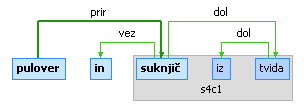 prir dol
vez dol
pulover in suknjič iz tvida
s4c1